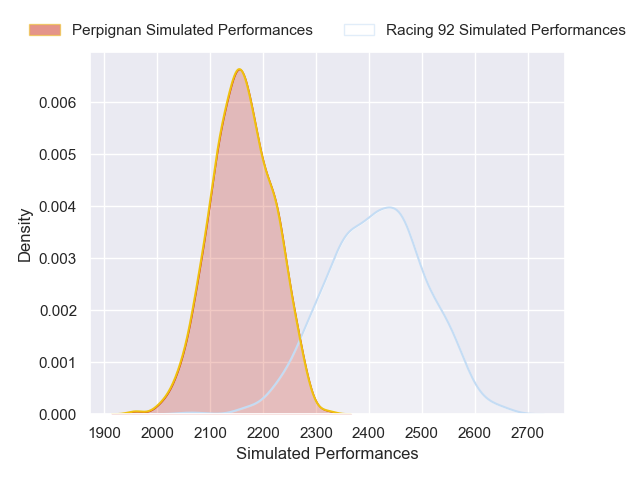 Perpignan Simulated Performances
Racing 92 Simulated Performances
0.006
0.005
0.004
0.003
0.002
0.001
0.000
Density
1900 2000 2100 2200 2300 2400 2500 2600 2700
Simulated Performances